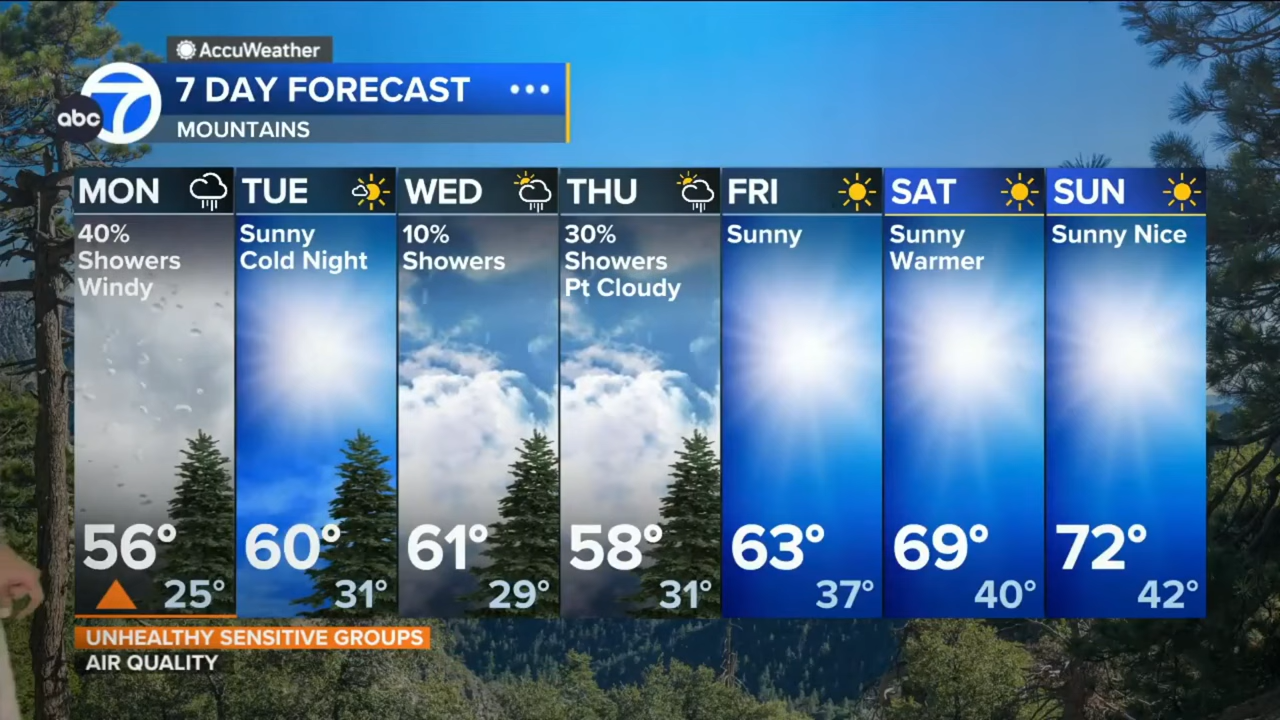 AccuWeather
abc 7
7 DAY FORECAST
MOUNTAINS
MON
40%
Showers
Windy
56°
25°
TUE
Sunny
Cold Night
60°
31°
WED
10%
Showers
61°
29°
THU
30%
Showers
Pt Cloudy
58°
31°
FRI
Sunny
63°
37°
SAT
Sunny
Warmer
69°
40°
SUN
Sunny Nice
72°
42°
UNHEALTHY SENSITIVE GROUPS
AIR QUALITY